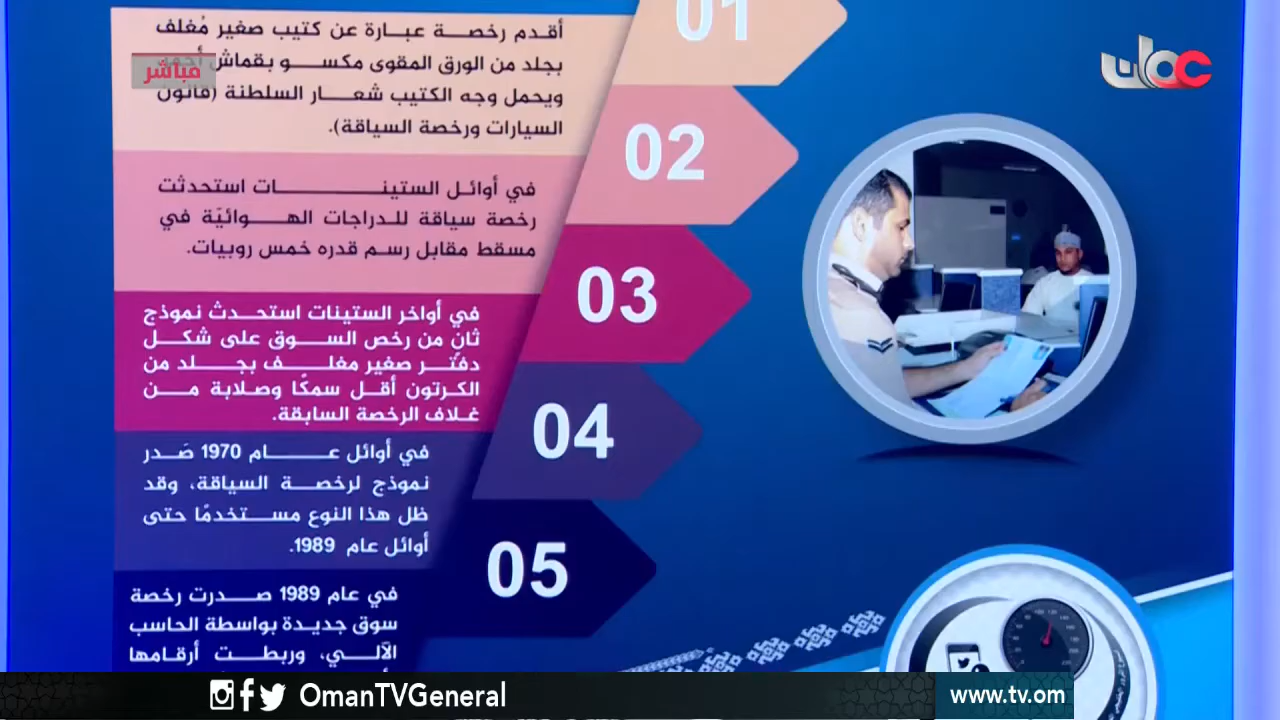 01
أقدم رخصة عبارة عن كتيب صغير مُغلف
بجلد من الورق المقوى مكسو بقماش أحمر
ويحمل وجه الكتيب شعار السلطنة (قانون
السيارات ورخصة السياقة).
مباشر
عمان
02
في أوائل الستينات استحدثت
رخصة سياقة للدراجات الهوائيّة في
مسقط مقابل رسم قدره خمس روبيات.
03
في أواخر الستينات استحدث نموذج
ثانٍ من رخص السوق على شكل
دفتر صغير مغلف بجلد من
الكرتون أقل سمكًا وصلابة من
غلاف الرخصة السابقة.
04
في أوائل عام 1970 صَدر
نموذج لرخصة السياقة، وقد
ظل هذا النوع مستخدمًا حتى
أوائل عام 1989.
05
في عام 1989 صدرت رخصة
سوق جديدة بواسطة الحاسب
الآلي، وربطت أرقامها
OmanTVGeneral
www.tv.om